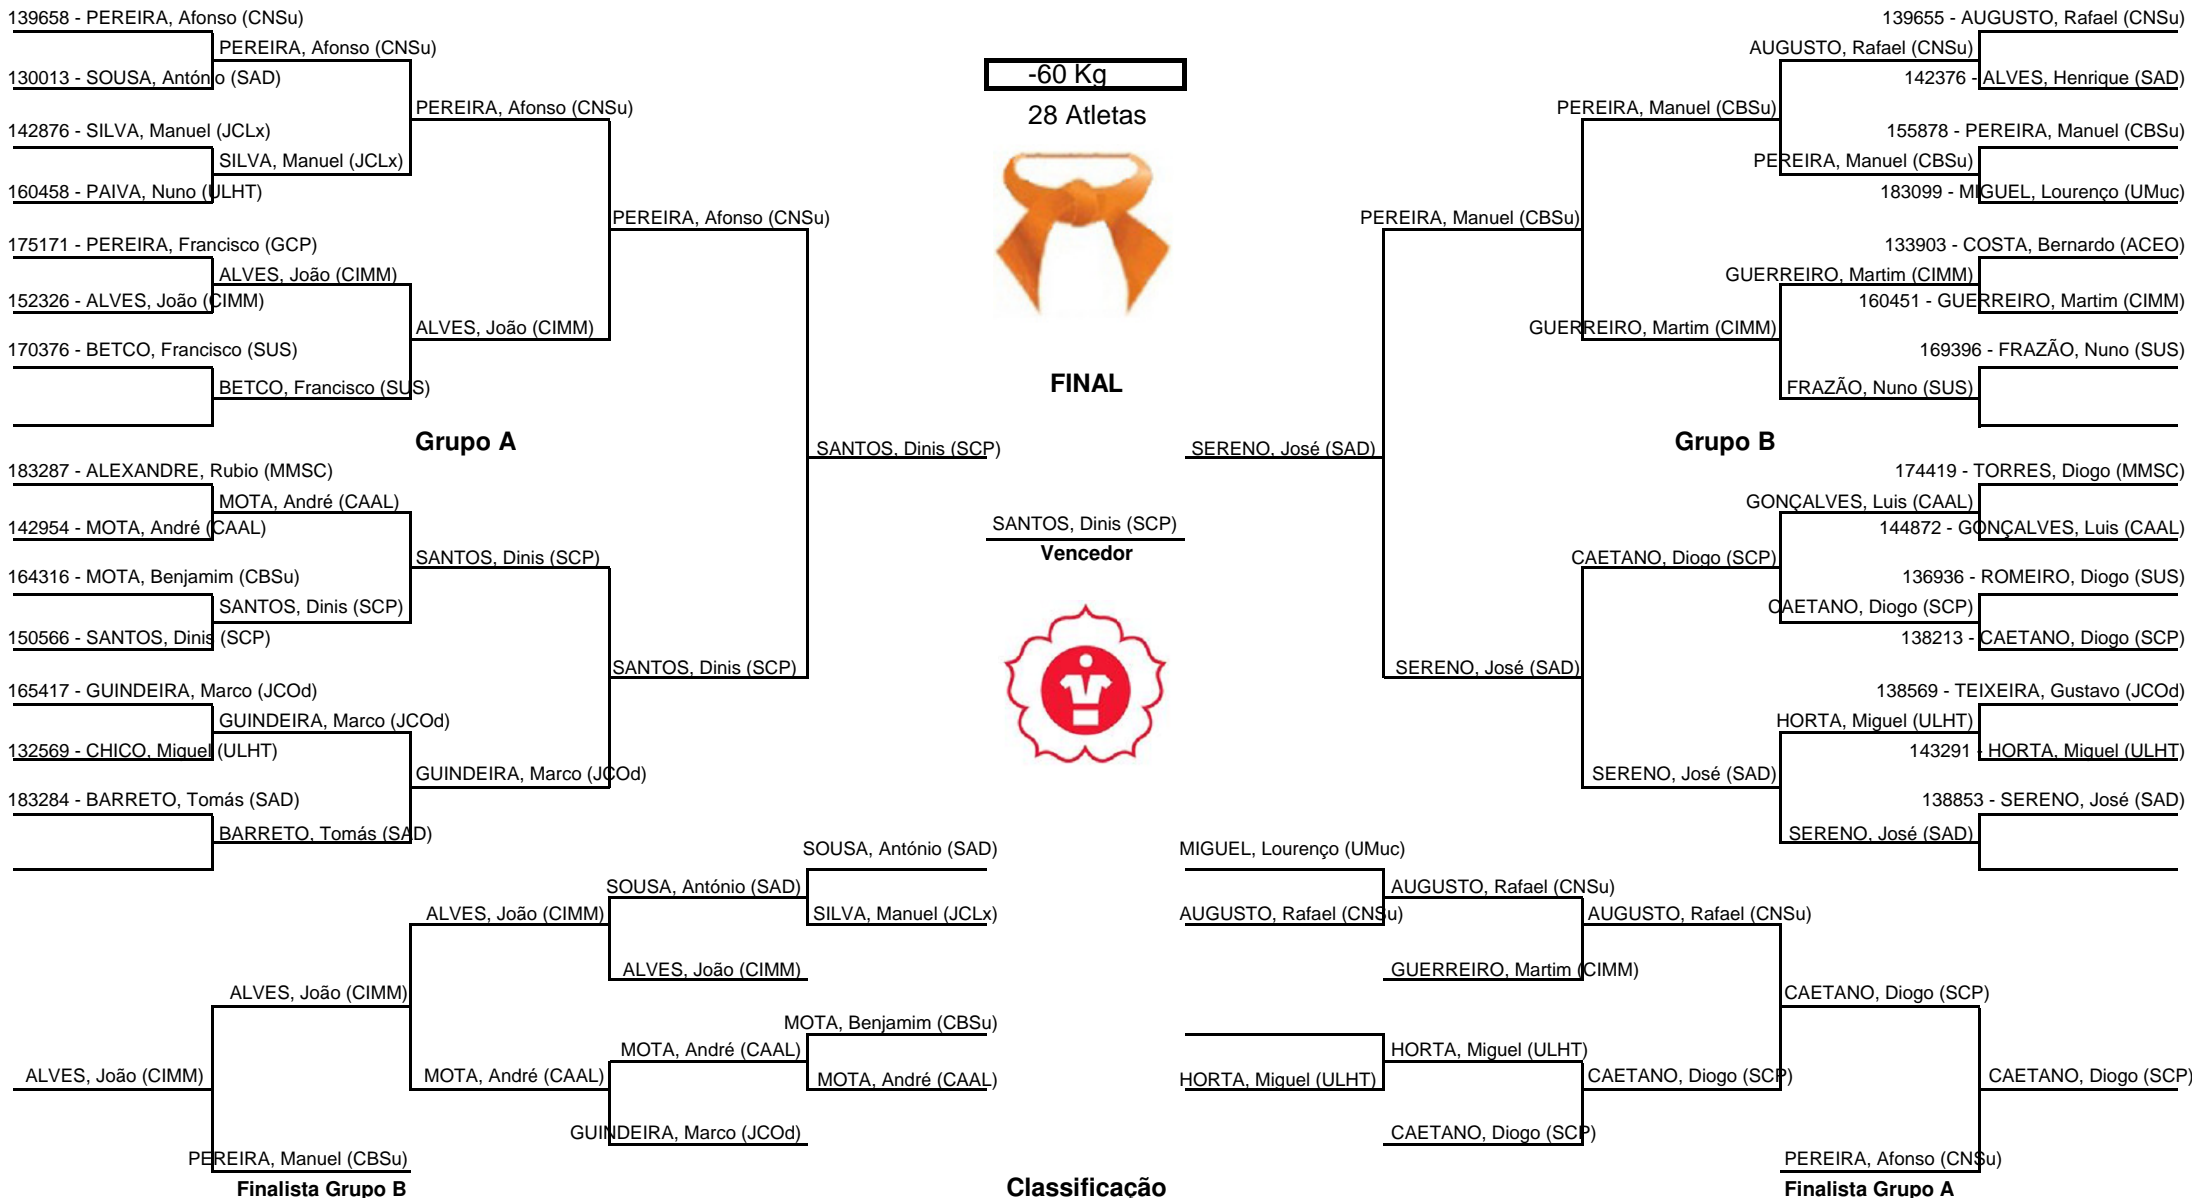 139658 - PEREIRA, Afonso (CNSu)
PEREIRA, Afonso (CNSu)
130013 - SOUSA, António (SAD)
PEREIRA, Afonso (CNSu)
142876 - SILVA, Manuel (JCLx)
SILVA, Manuel (JCLx)
160458 - PAIVA, Nuno (ULHT)
PEREIRA, Afonso (CNSu)
175171 - PEREIRA, Francisco (GCP)
ALVES, João (CIMM)
152326 - ALVES, João (CIMM)
ALVES, João (CIMM)
170376 - BETCO, Francisco (SUS)
BETCO, Francisco (SUS)
Grupo A
SANTOS, Dinis (SCP)
183287 - ALEXANDRE, Rubio (MMSC)
MOTA, André (CAAL)
142954 - MOTA, André (CAAL)
SANTOS, Dinis (SCP)
164316 - MOTA, Benjamim (CBSu)
SANTOS, Dinis (SCP)
150566 - SANTOS, Dinis (SCP)
SANTOS, Dinis (SCP)
165417 - GUINDEIRA, Marco (JCOd)
GUINDEIRA, Marco (JCOd)
132569 - CHICO, Miguel (ULHT)
GUINDEIRA, Marco (JCOd)
183284 - BARRETO, Tomás (SAD)
BARRETO, Tomás (SAD)
-60 Kg
28 Atletas
FINAL
SANTOS, Dinis (SCP)
Vencedor
139655 - AUGUSTO, Rafael (CNSu)
AUGUSTO, Rafael (CNSu)
142376 - ALVES, Henrique (SAD)
PEREIRA, Manuel (CBSu)
155878 - PEREIRA, Manuel (CBSu)
PEREIRA, Manuel (CBSu)
183099 - MIGUEL, Lourenço (UMuc)
PEREIRA, Manuel (CBSu)
133903 - COSTA, Bernardo (ACEO)
GUERREIRO, Martim (CIMM)
160451 - GUERREIRO, Martim (CIMM)
GUERREIRO, Martim (CIMM)
169396 - FRAZÃO, Nuno (SUS)
FRAZÃO, Nuno (SUS)
Grupo B
SERENO, José (SAD)
174419 - TORRES, Diogo (MMSC)
GONÇALVES, Luis (CAAL)
144872 - GONÇALVES, Luis (CAAL)
CAETANO, Diogo (SCP)
136936 - ROMEIRO, Diogo (SUS)
CAETANO, Diogo (SCP)
138213 - CAETANO, Diogo (SCP)
SERENO, José (SAD)
138569 - TEIXEIRA, Gustavo (JCOd)
HORTA, Miguel (ULHT)
143291 - HORTA, Miguel (ULHT)
SERENO, José (SAD)
138853 - SERENO, José (SAD)
SERENO, José (SAD)
SOUSA, António (SAD)
SOUSA, António (SAD)
SILVA, Manuel (JCLx)
ALVES, João (CIMM)
ALVES, João (CIMM)
ALVES, João (CIMM)
MOTA, Benjamim (CBSu)
MOTA, André (CAAL)
MOTA, André (CAAL)
MOTA, André (CAAL)
ALVES, João (CIMM)
GUINDEIRA, Marco (JCOd)
PEREIRA, Manuel (CBSu)
Finalista Grupo B
MIGUEL, Lourenço (UMuc)
AUGUSTO, Rafael (CNSu)
AUGUSTO, Rafael (CNSu)
AUGUSTO, Rafael (CNSu)
GUERREIRO, Martim (CIMM)
CAETANO, Diogo (SCP)
HORTA, Miguel (ULHT)
HORTA, Miguel (ULHT)
CAETANO, Diogo (SCP)
CAETANO, Diogo (SCP)
CAETANO, Diogo (SCP)
PEREIRA, Afonso (CNSu)
Finalista Grupo A
Classificação